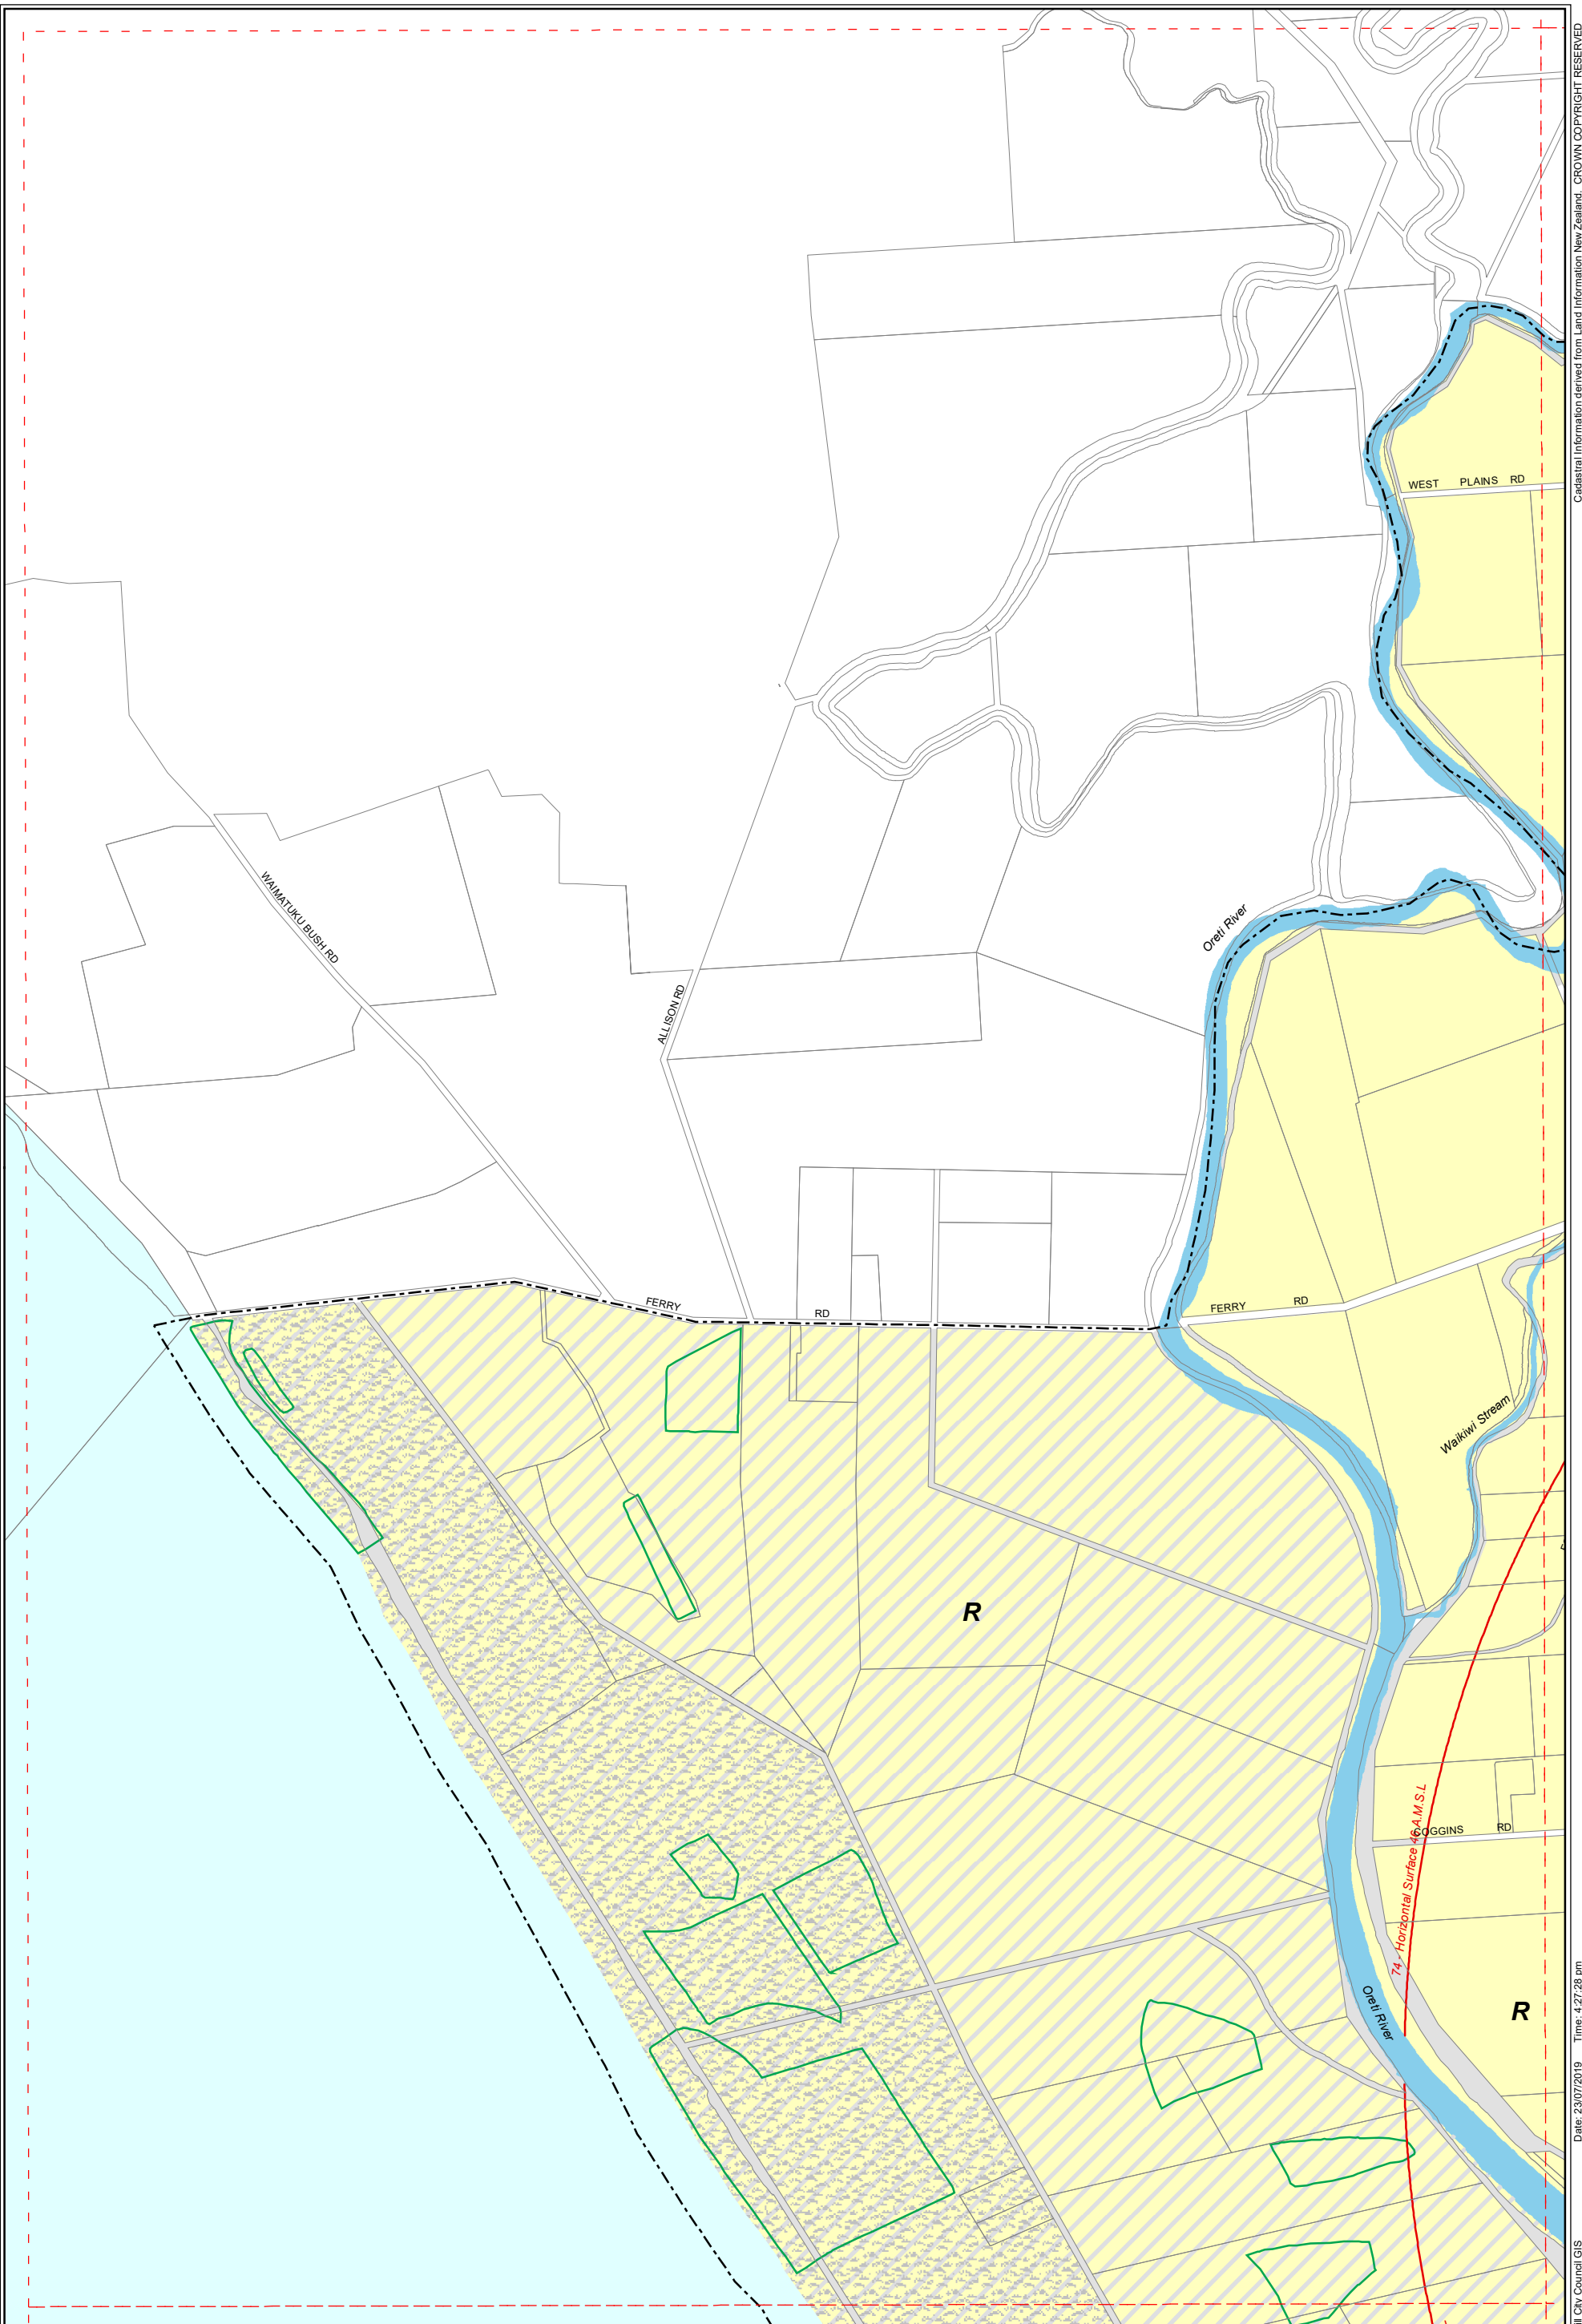 WEST PLAINS RD
WAIMATUKU BUSH RD
Oreti River
ALLISON RD
FERRY RD
FERRY RD
Waikiwi Stream
R
74 - Horizontal Surface 46 A.M.S.L
COGGINS RD
Oreti River
R
Cadastral Information derived from Land Information New Zealand. CROWN COPYRIGHT RESERVED
Date: 23/07/2019 Time: 4:27:28 pm
City Council GIS